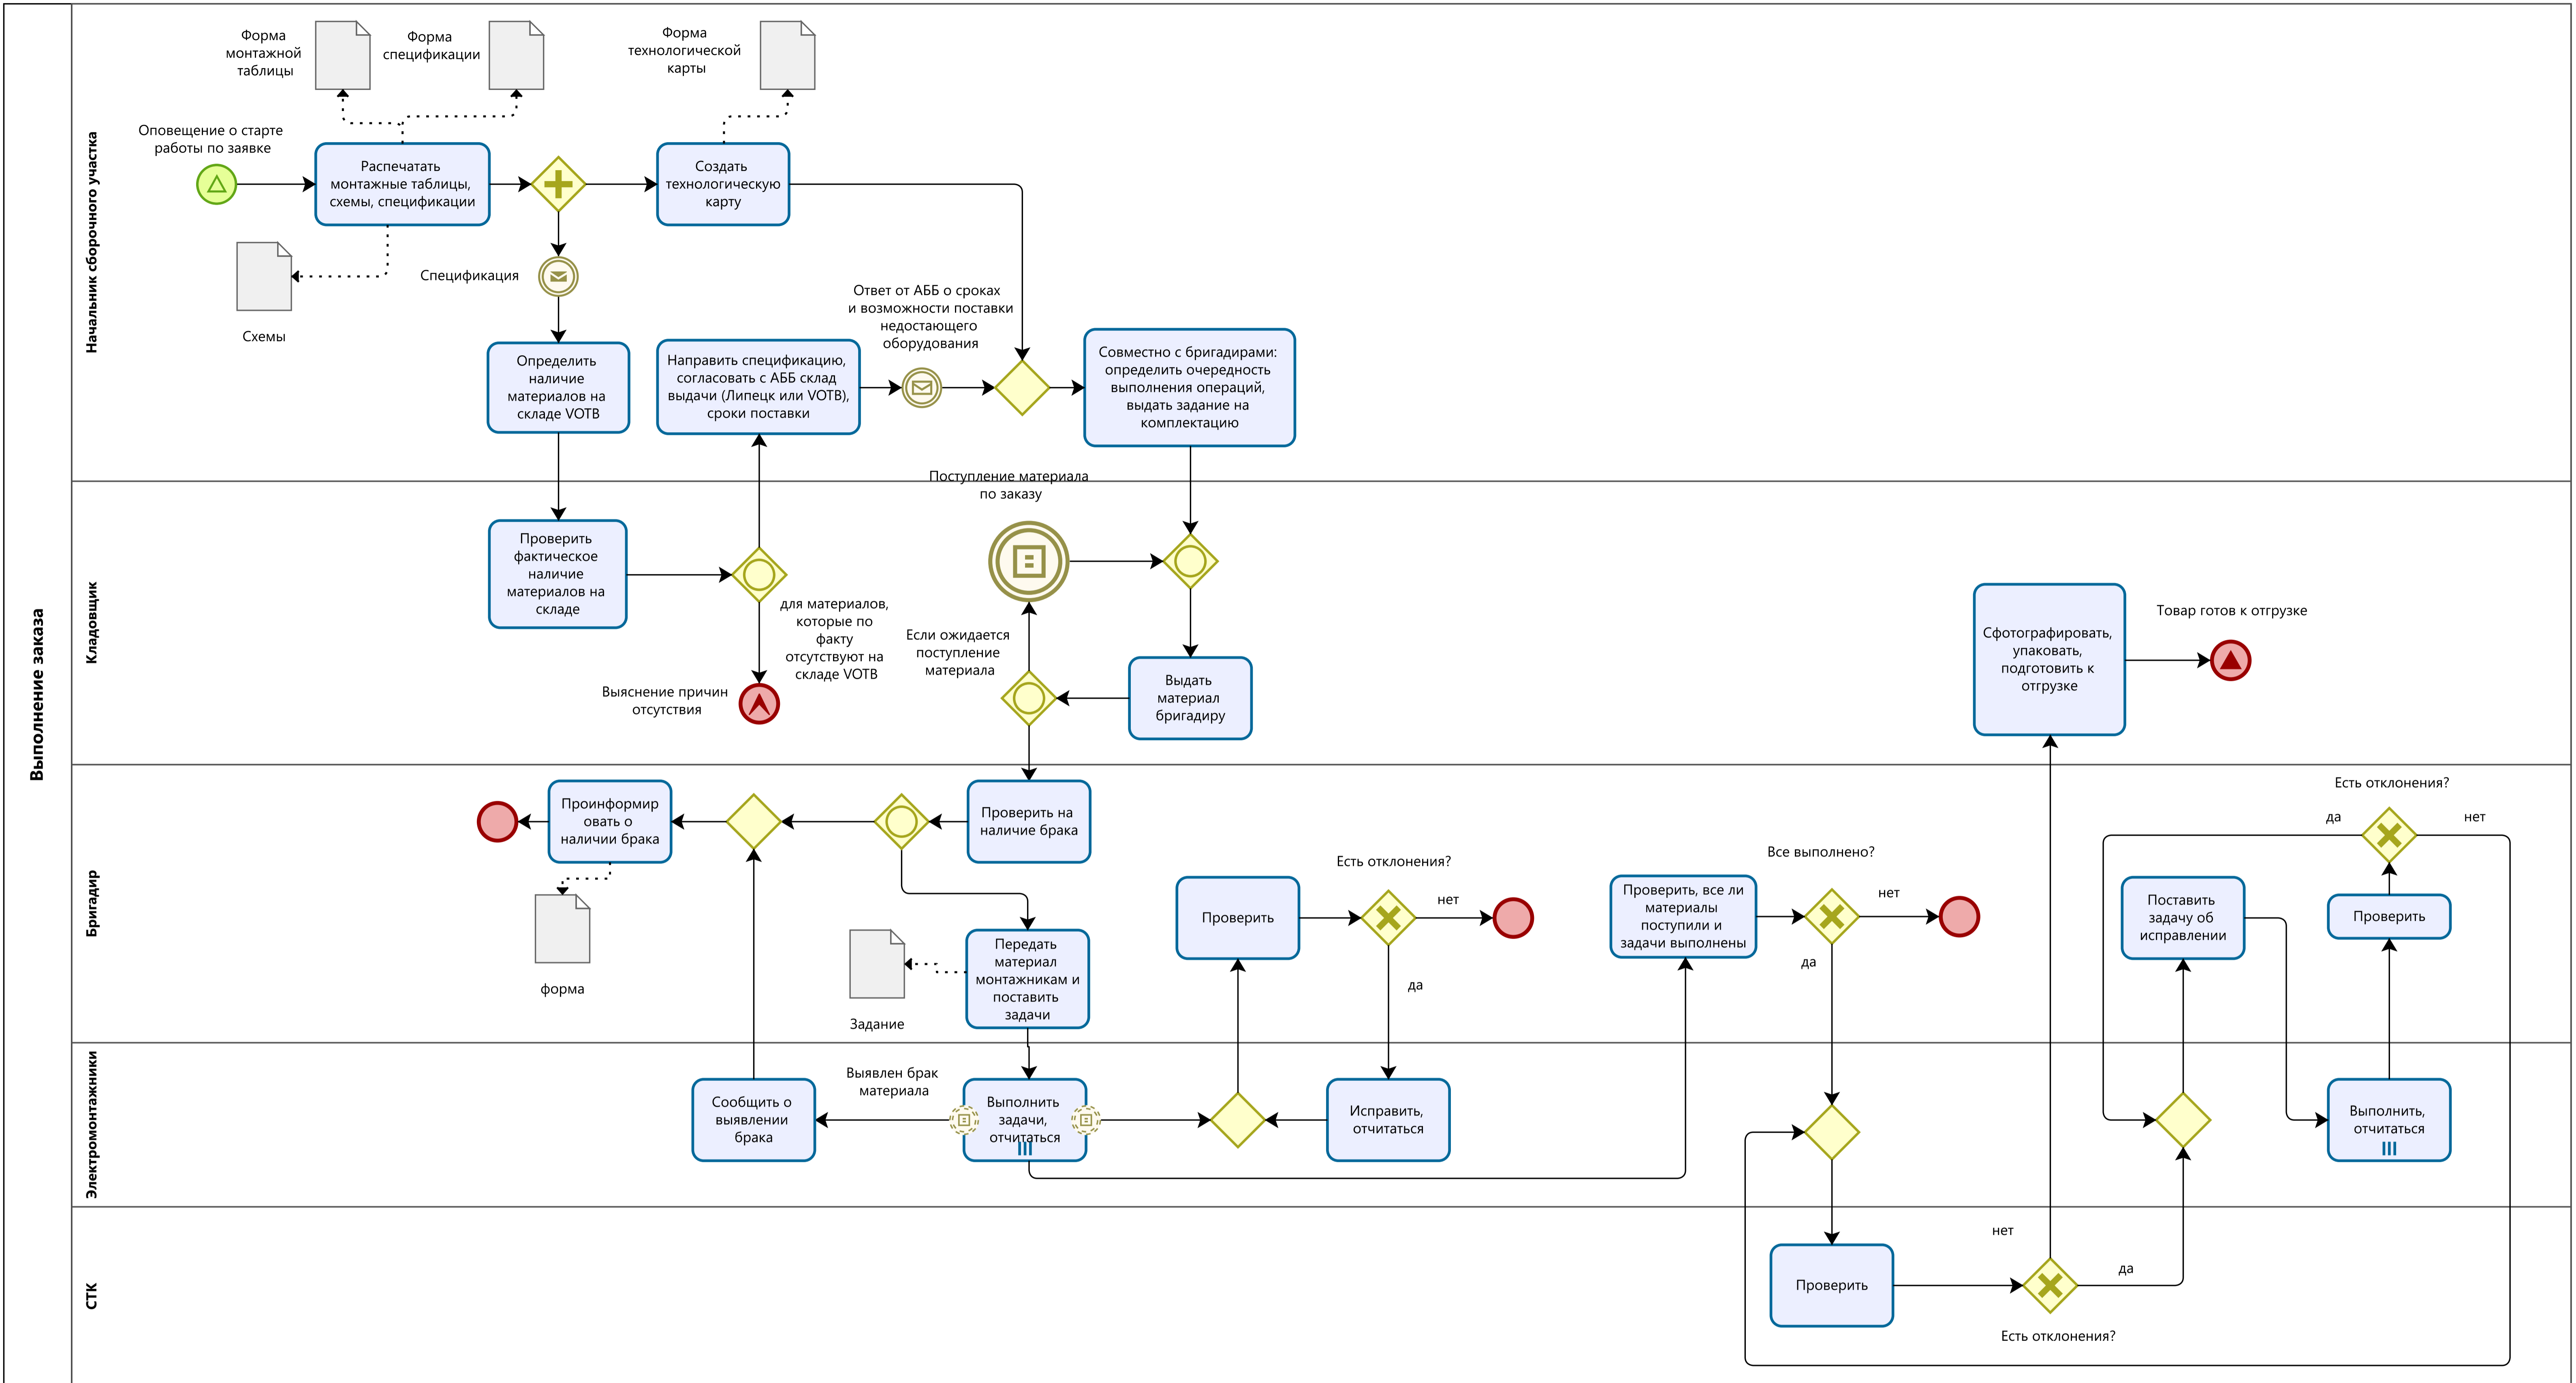 Выполнение заказа
Начальник сборочного участка
Форма
монтажной
таблицы
Форма
спецификации
Форма
технологической
карты
Оповещение о старте
работы по заявке
Распечатать
монтажные таблицы,
схемы, спецификации
Создать
технологическую
карту
Схемы
Спецификация
Определить
наличие
материалов на
складе VOTB
Направить спецификацию,
согласовать с АББ склад
выдачи (Липецк или VOTB),
сроки поставки
Ответ от АББ о сроках
и возможности поставки
недостающего
оборудования
Совместно с бригадирами:
определить очередность
выполнения операций,
выдать задание на
комплектацию
Кладовщик
Поступление материала
по заказу
Проверить
фактическое
наличие
материалов на
складе
для материалов,
которые по
факту
отсутствуют на
складе VOTB
Выяснение причин
отсутствия
Если ожидается
поступление
материала
Выдать
материал
бригадиру
Сфотографировать,
упаковать,
подготовить к
отгрузке
Товар готов к отгрузке
Бригадир
Проинформир
овать о
наличии брака
форма
Проверить на
наличие брака
Задание
Передать
материал
монтажникам и
поставить
задачи
Проверить
Есть отклонения?
нет
да
Проверить, все ли
материалы
поступили и
задачи выполнены
Все выполнено?
нет
да
Поставить
задачу об
исправлении
Есть отклонения?
да
нет
Проверить
Электромонтажники
Сообщить о
выявлении
брака
Выявлен брак
материала
Выполнить
задачи,
отчитаться
Исправить,
отчитаться
Выполнить,
отчитаться
СТК
Проверить
нет
да
Есть отклонения?